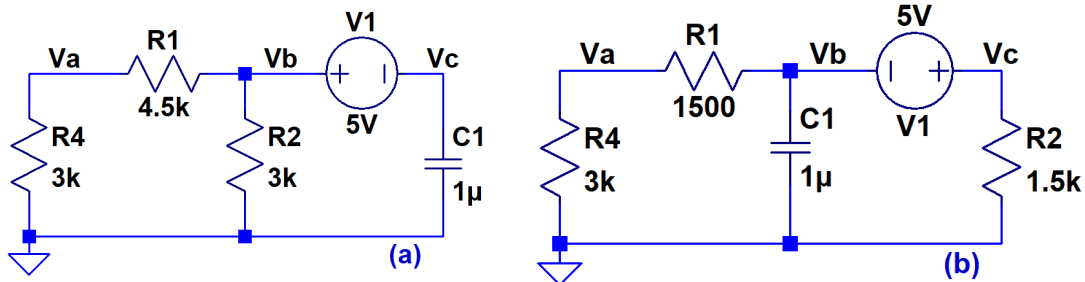 V1
R1
Va
Vb
Vc
+
−
4.5k
5V
R4
3k
R2
3k
C1
1µ
(a)
5V
R1
Va
Vb
Vc
−
+
1500
V1
C1
1µ
R4
3k
R2
1.5k
(b)